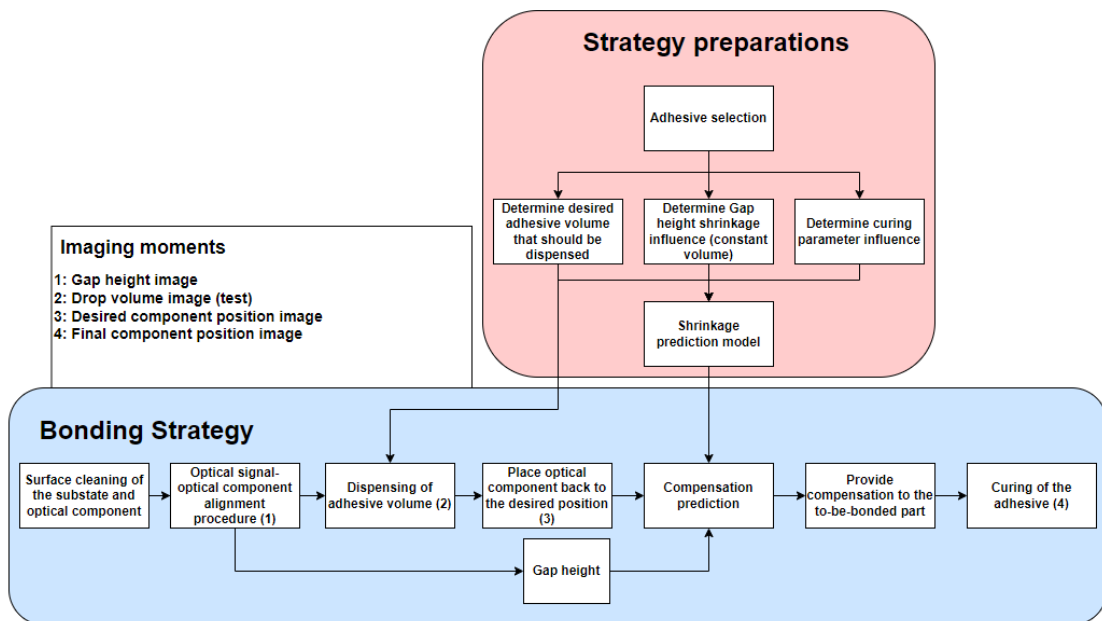 Strategy preparations
Adhesive selection
Determine desired
adhesive volume
that should be
dispensed
Determine Gap
height shrinkage
influence (constant
volume)
Determine curing
parameter influence
Imaging moments
1: Gap height image
2: Drop volume image (test)
3: Desired component position image
4: Final component position image
Shrinkage
prediction model
Bonding Strategy
Surface cleaning of
the substate and
optical component
Optical signal-
optical component
alignment
procedure (1)
Dispensing of
adhesive volume (2)
Place optical
component back to
the desired position
(3)
Compensation
prediction
Provide
compensation to the
to-be-bonded part
Curing of the
adhesive (4)
Gap height